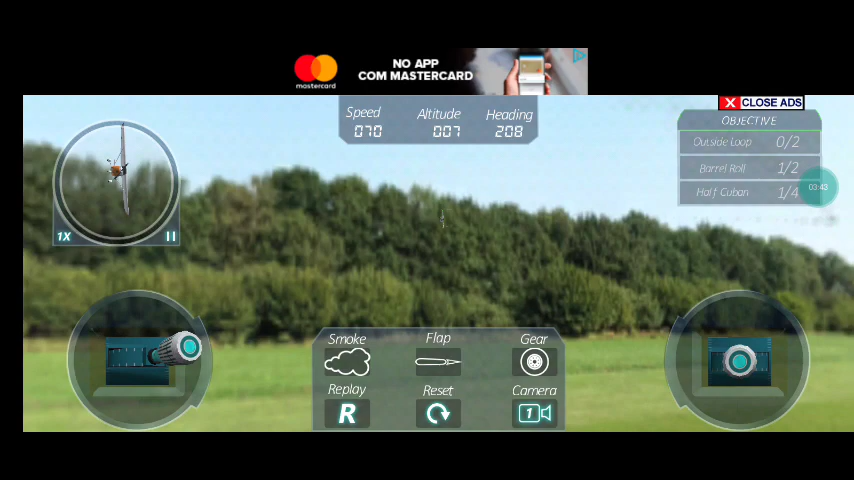 NO APP
COM MASTERCARD
mastercard
X CLOSE ADS
Speed Altitude Heading
070 007 208
OBJECTIVE
Outside Loop 0/2
Barrel Roll 1/2
Half Cuban 1/4
03:43
1X
Smoke Flap Gear
Replay Reset Camera
R
1